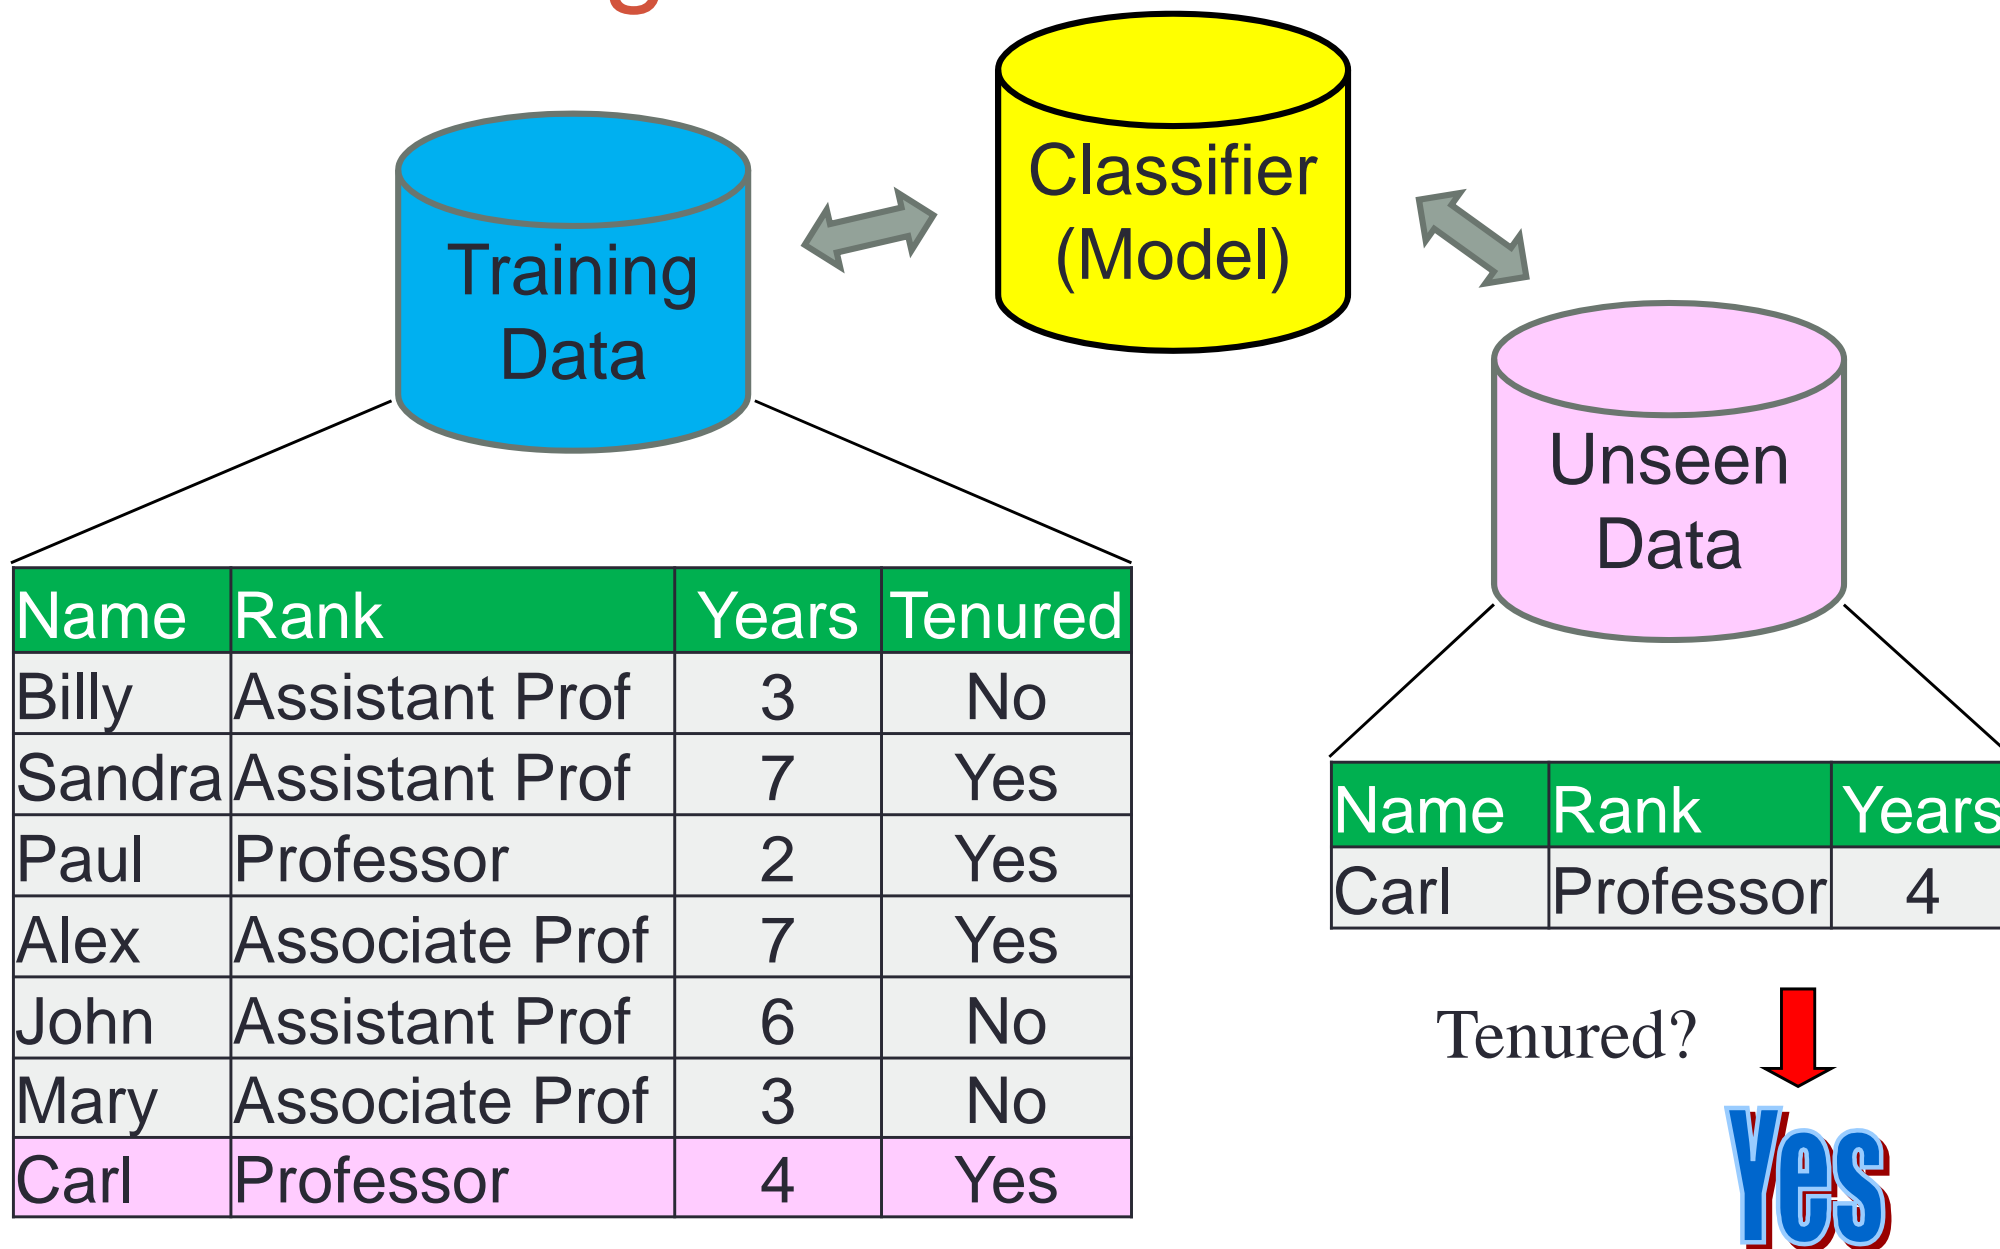 Classifier
(Model)
Training
Data
Unseen
Data
Name Rank Years Tenured
Billy Assistant Prof 3 No
Sandra Assistant Prof 7 Yes
Paul Professor 2 Yes
Alex Associate Prof 7 Yes
John Assistant Prof 6 No
Mary Associate Prof 3 No
Carl Professor 4 Yes
Name Rank Years
Carl Professor 4
Tenured?
Yes